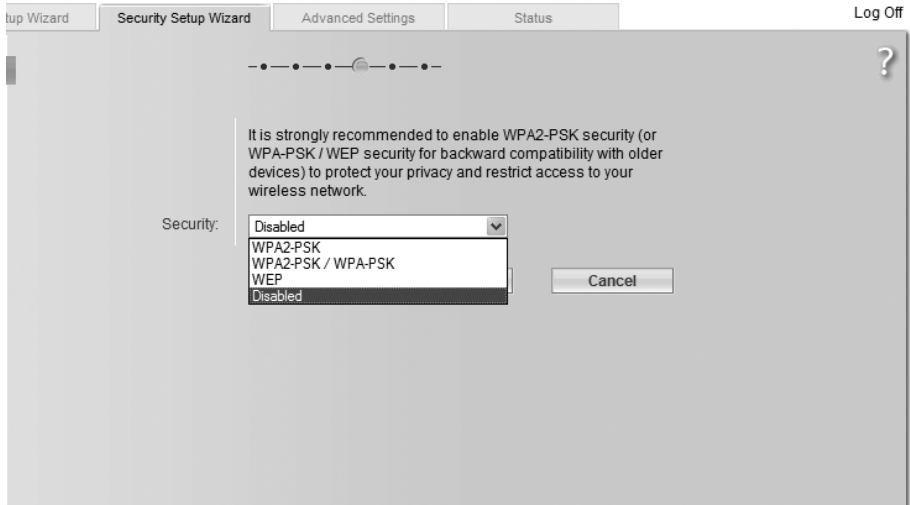 tup Wizard
Security Setup Wizard
Advanced Settings
Status
Log Off
?
It is strongly recommended to enable WPA2-PSK security (or
WPA-PSK / WEP security for backward compatibility with older
devices) to protect your privacy and restrict access to your
wireless network.
Security:
Disabled
WPA2-PSK
WPA2-PSK / WPA-PSK
WEP
Disabled
Cancel